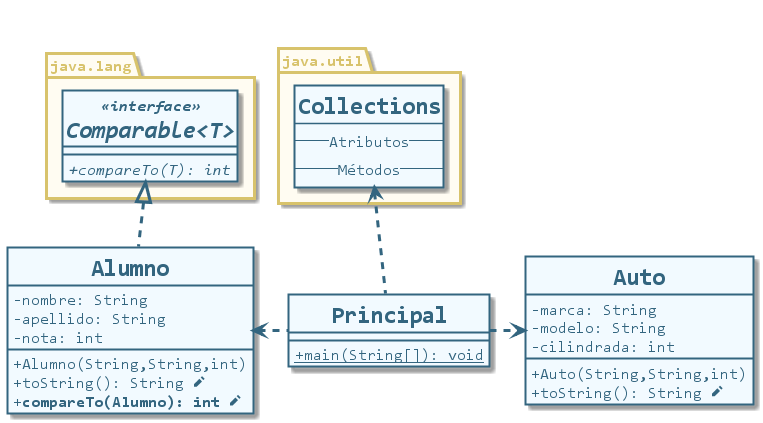 java.lang
«interface»
Comparable<T>
+compareTo(T): int
java.util
Collections
Atributos
Métodos
Alumno
-nombre: String
-apellido: String
-nota: int
+Alumno(String,String,int)
+toString(): String
+compareTo(Alumno): int
Principal
+main(String[]): void
Auto
-marca: String
-modelo: String
-cilindrada: int
+Auto(String,String,int)
+toString(): String